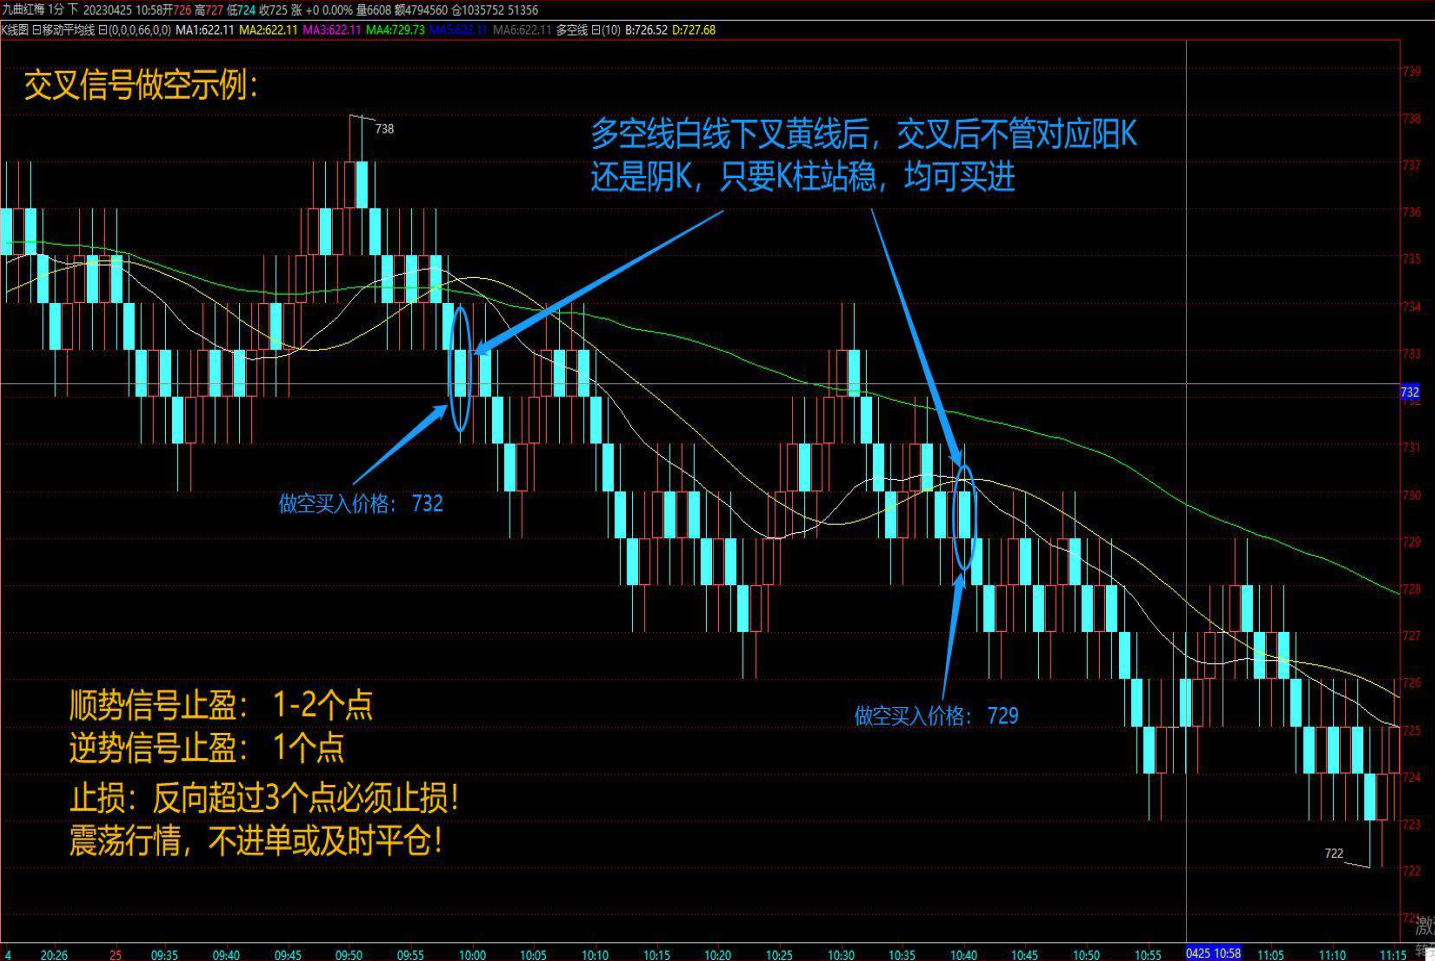 九曲红梅 1分 下 20230425 10:58开726 高727 低724 收725 涨 +0 0.00% 量6608 额4794560 仓1035752 51356
K线图 日移动平均线 日(0,0,0,66,0,0) MA1:622.11 MA2:622.11 MA3:622.11 MA4:729.73 MA5:622.11 MA6:622.11 多空线 日(10) B:726.52 D:727.68
交叉信号做空示例:
多空线白线下叉黄线后，交叉后不管对应阳K
还是阴K，只要K柱站稳，均可买进
738
739
738
737
736
735
734
733
732
732
731
730
729
728
727
726
725
724
723
722
721
做空买入价格： 732
做空买入价格： 729
顺势信号止盈： 1-2个点
逆势信号止盈： 1个点
止损：反向超过3个点必须止损！
震荡行情，不进单或及时平仓！
722
4 20:26 25 09:35 09:40 09:45 09:50 09:55 10:00 10:05 10:10 10:15 10:20 10:25 10:30 10:35 10:40 10:45 10:50 10:55 0425 10:58 11:05 11:10 11:15
激
转